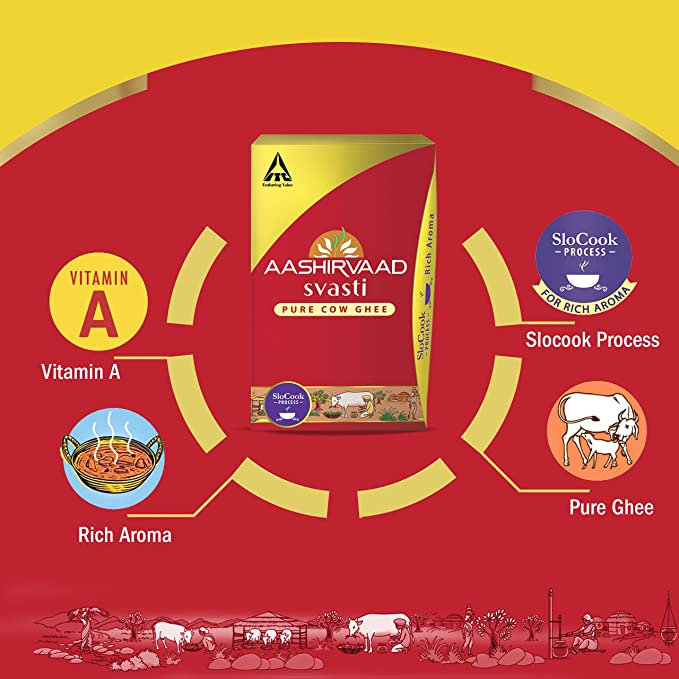 ITC
Enduring Value
AASHIRVAAD
svasti
PURE COW GHEE
SloCook
PROCESS
Rich Aroma
SloCook
PROCESS
VITAMIN
A
Vitamin A
Rich Aroma
SloCook
PROCESS
FOR RICH AROMA
Slocook Process
Pure Ghee